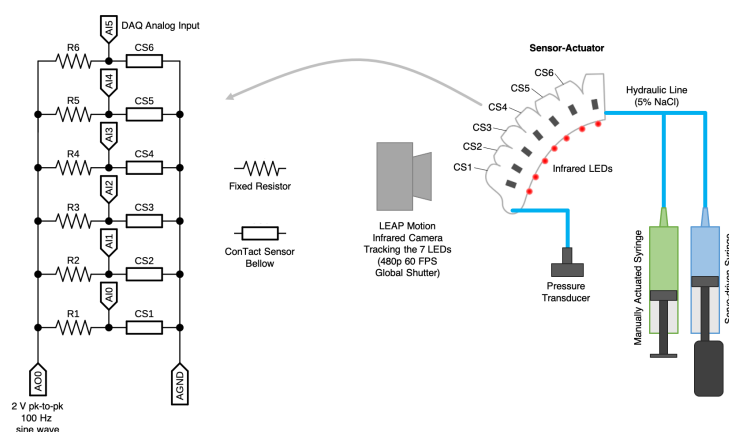 AI5
DAQ Analog Input
R6
CS6
AI4
R5
CS5
AI3
R4
CS4
AI2
R3
CS3
AI1
R2
CS2
AI0
R1
CS1
AO0
AGND
2 V pk-to-pk
100 Hz
sine wave
Fixed Resistor
ConTact Sensor
Bellow
LEAP Motion
Infrared Camera
Tracking the 7 LEDs
(480p 60 FPS
Global Shutter)
Sensor-Actuator
CS6
CS5
CS4
CS3
CS2
CS1
Infrared LEDs
Hydraulic Line
(5% NaCl)
Pressure
Transducer
Manually Actuated Syringe
Servo-driven Syringe